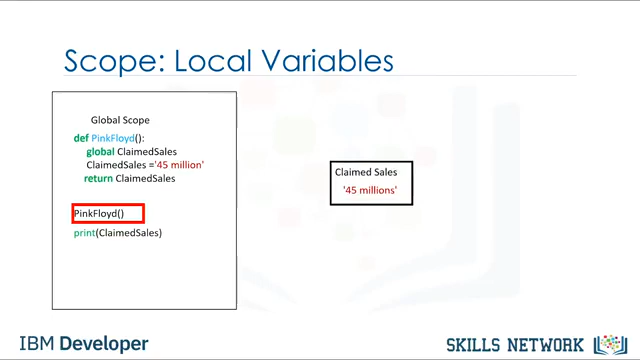 Scope: Local Variables
Global Scope
def PinkFloyd():
global ClaimedSales
ClaimedSales ='45 million'
return ClaimedSales
PinkFloyd()
print(ClaimedSales)
Claimed Sales
'45 millions'
IBM Developer
SKILLS NETWORK